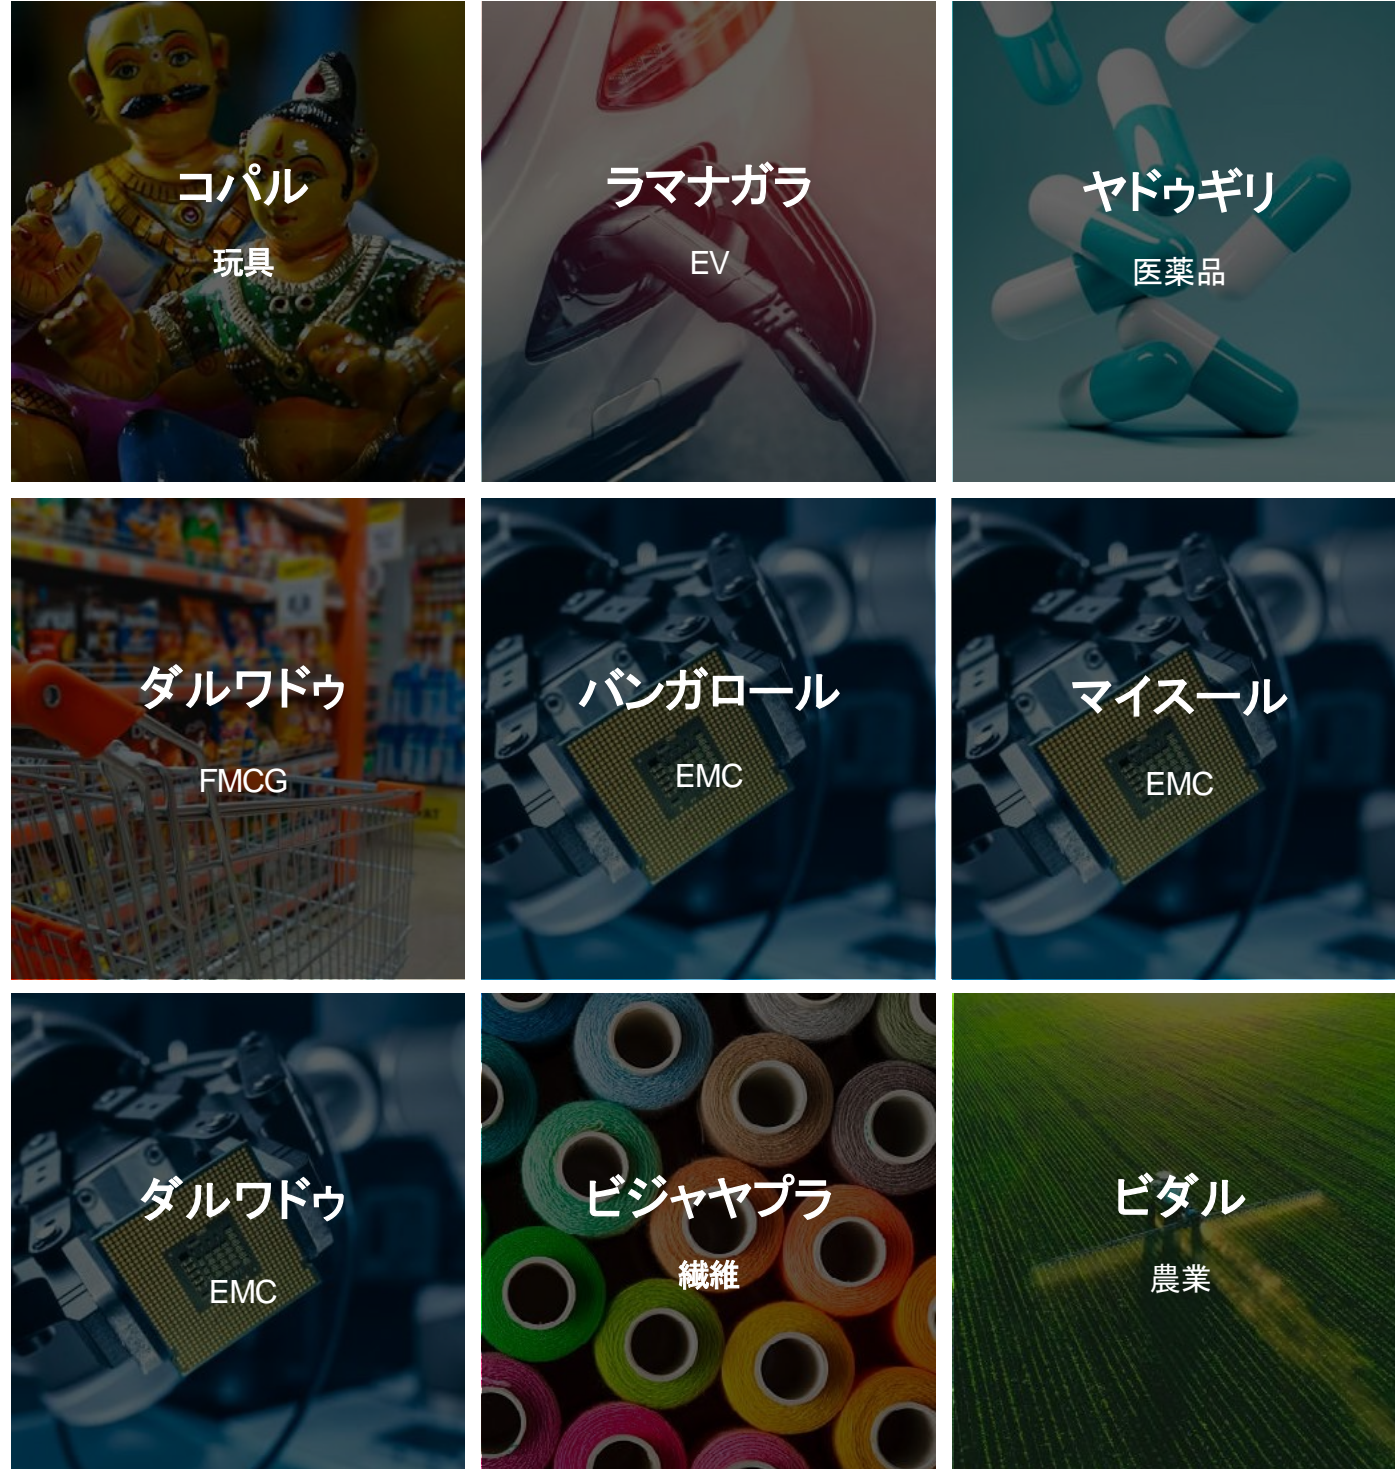 コパル
玩具
ラマナガラ
EV
ヤドゥギリ
医薬品
ダルワドゥ
FMCG
バンガロール
EMC
マイスール
EMC
ダルワドゥ
EMC
ビジャヤプラ
繊維
ビダル
農業